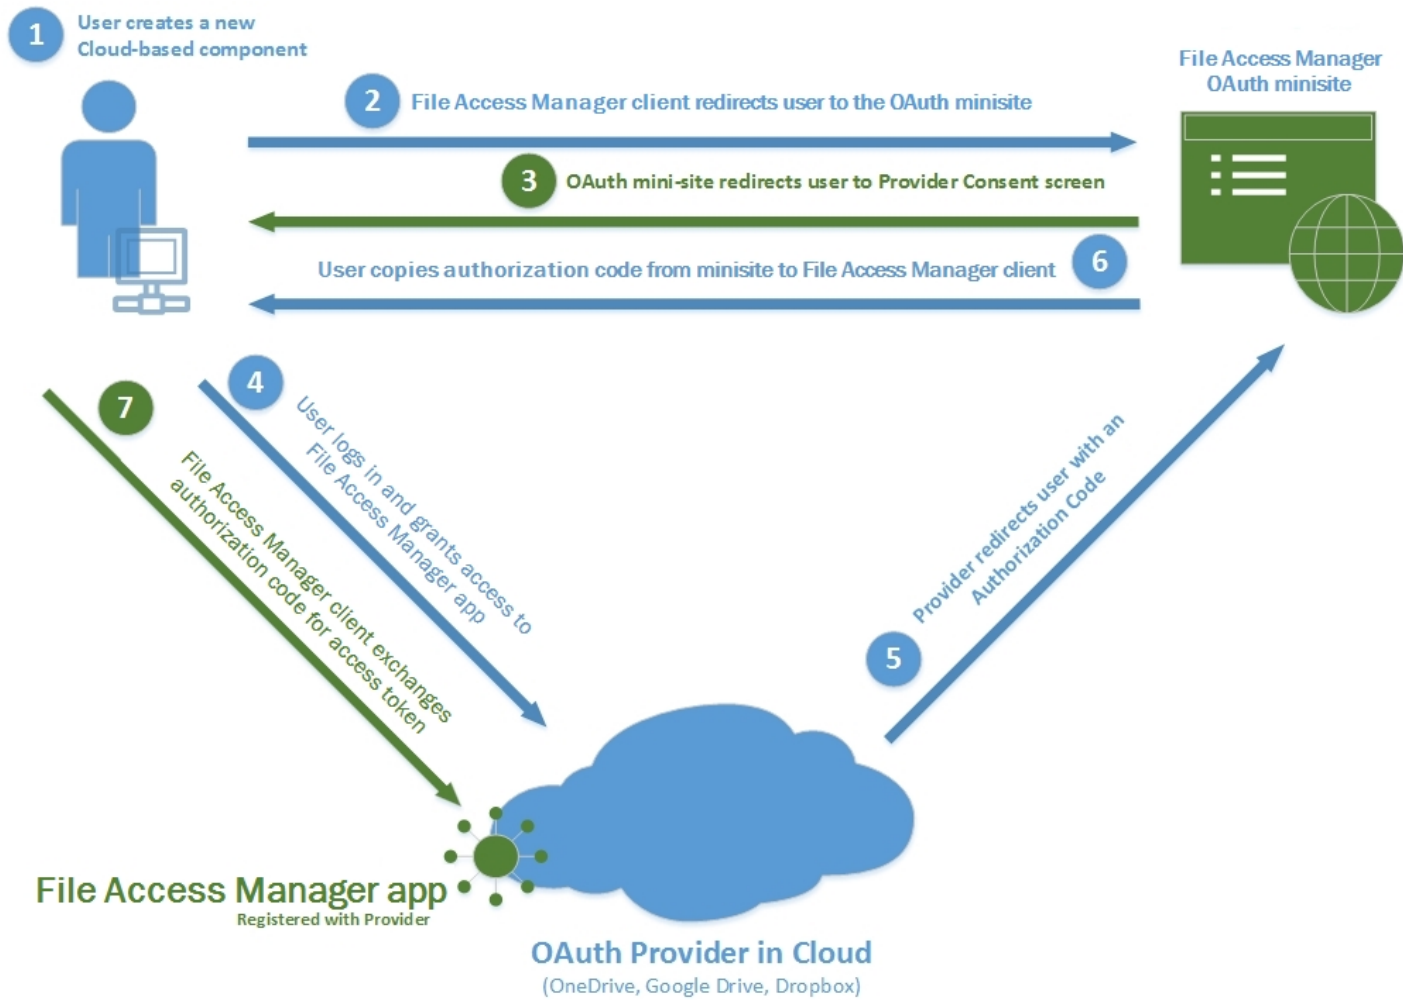 1
User creates a new
Cloud-based component
File Access Manager
OAuth minisite
2
File Access Manager client redirects user to the OAuth minisite
3
OAuth mini-site redirects user to Provider Consent screen
User copies authorization code from minisite to File Access Manager client
6
4
User logs in and grants access to
File Access Manager app
7
File Access Manager client exchanges
authorization code for access token
Provider redirects user with an
Authorization Code
5
File Access Manager app
Registered with Provider
OAuth Provider in Cloud
(OneDrive, Google Drive, Dropbox)